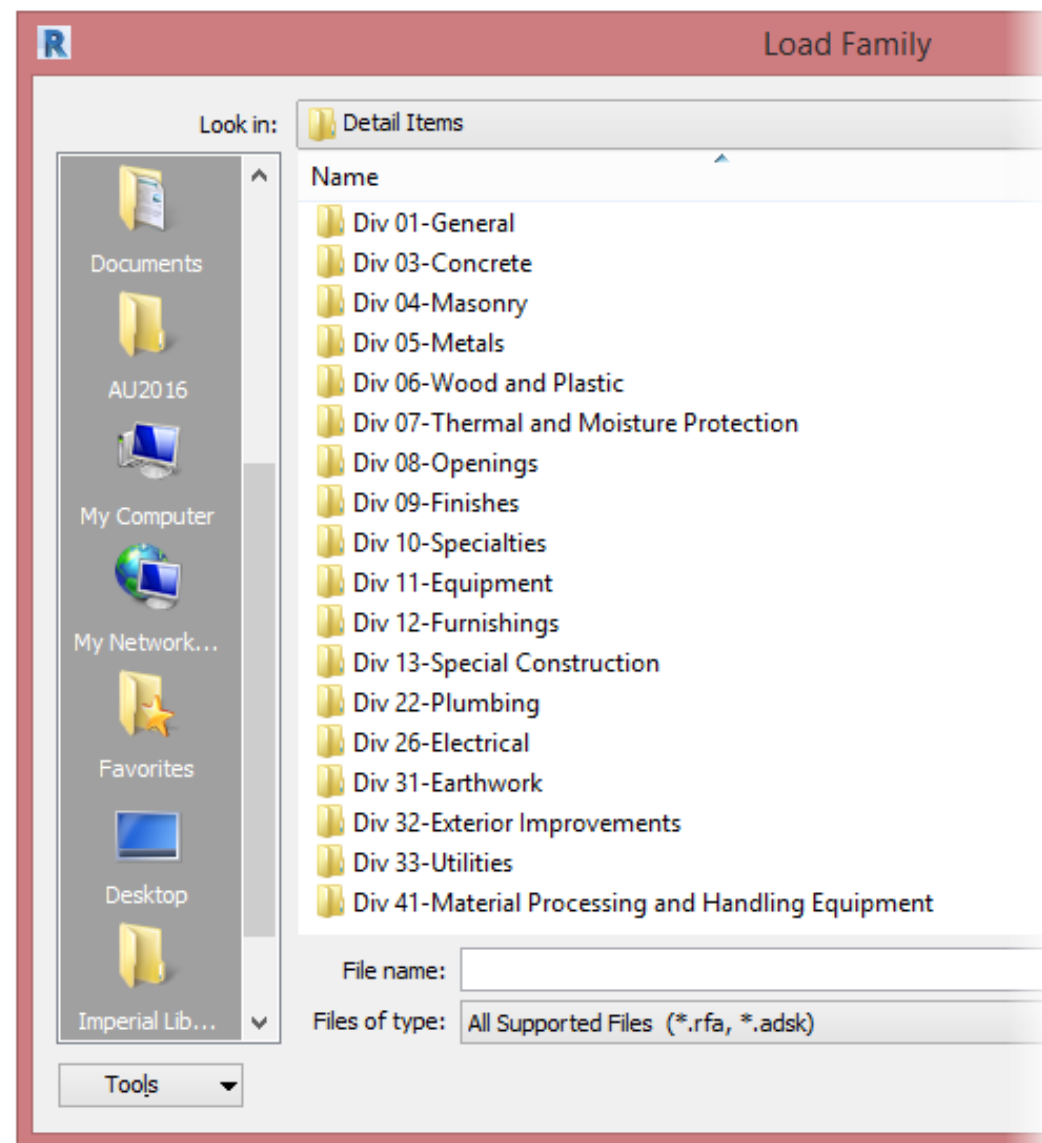 R
Load Family
Look in:
Detail Items
Documents
AU2016
My Computer
My Network...
Favorites
Desktop
Imperial Lib...
Tools
Name
Div 01-General
Div 03-Concrete
Div 04-Masonry
Div 05-Metals
Div 06-Wood and Plastic
Div 07-Thermal and Moisture Protection
Div 08-Openings
Div 09-Finishes
Div 10-Specialties
Div 11-Equipment
Div 12-Furnishings
Div 13-Special Construction
Div 22-Plumbing
Div 26-Electrical
Div 31-Earthwork
Div 32-Exterior Improvements
Div 33-Utilities
Div 41-Material Processing and Handling Equipment
File name:
Files of type: All Supported Files (*.rfa, *.adsk)